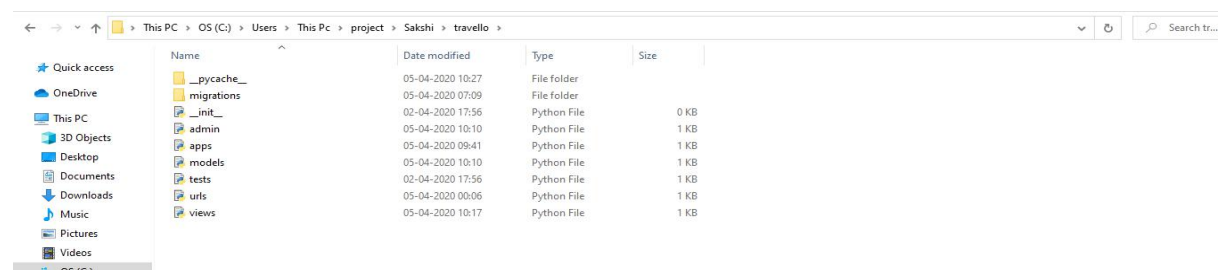 This PC > OS (C:) > Users > This Pc > project > Sakshi > travello >
Search tr...
Name Date modified Type Size
Quick access
OneDrive
This PC
3D Objects
Desktop
Documents
Downloads
Music
Pictures
Videos
OS (C:)
__pycache__ 05-04-2020 10:27 File folder
migrations 05-04-2020 07:09 File folder
__init__ 02-04-2020 17:56 Python File 0 KB
admin 05-04-2020 10:10 Python File 1 KB
apps 05-04-2020 09:41 Python File 1 KB
models 05-04-2020 10:10 Python File 1 KB
tests 02-04-2020 17:56 Python File 1 KB
urls 05-04-2020 00:06 Python File 1 KB
views 05-04-2020 10:17 Python File 1 KB